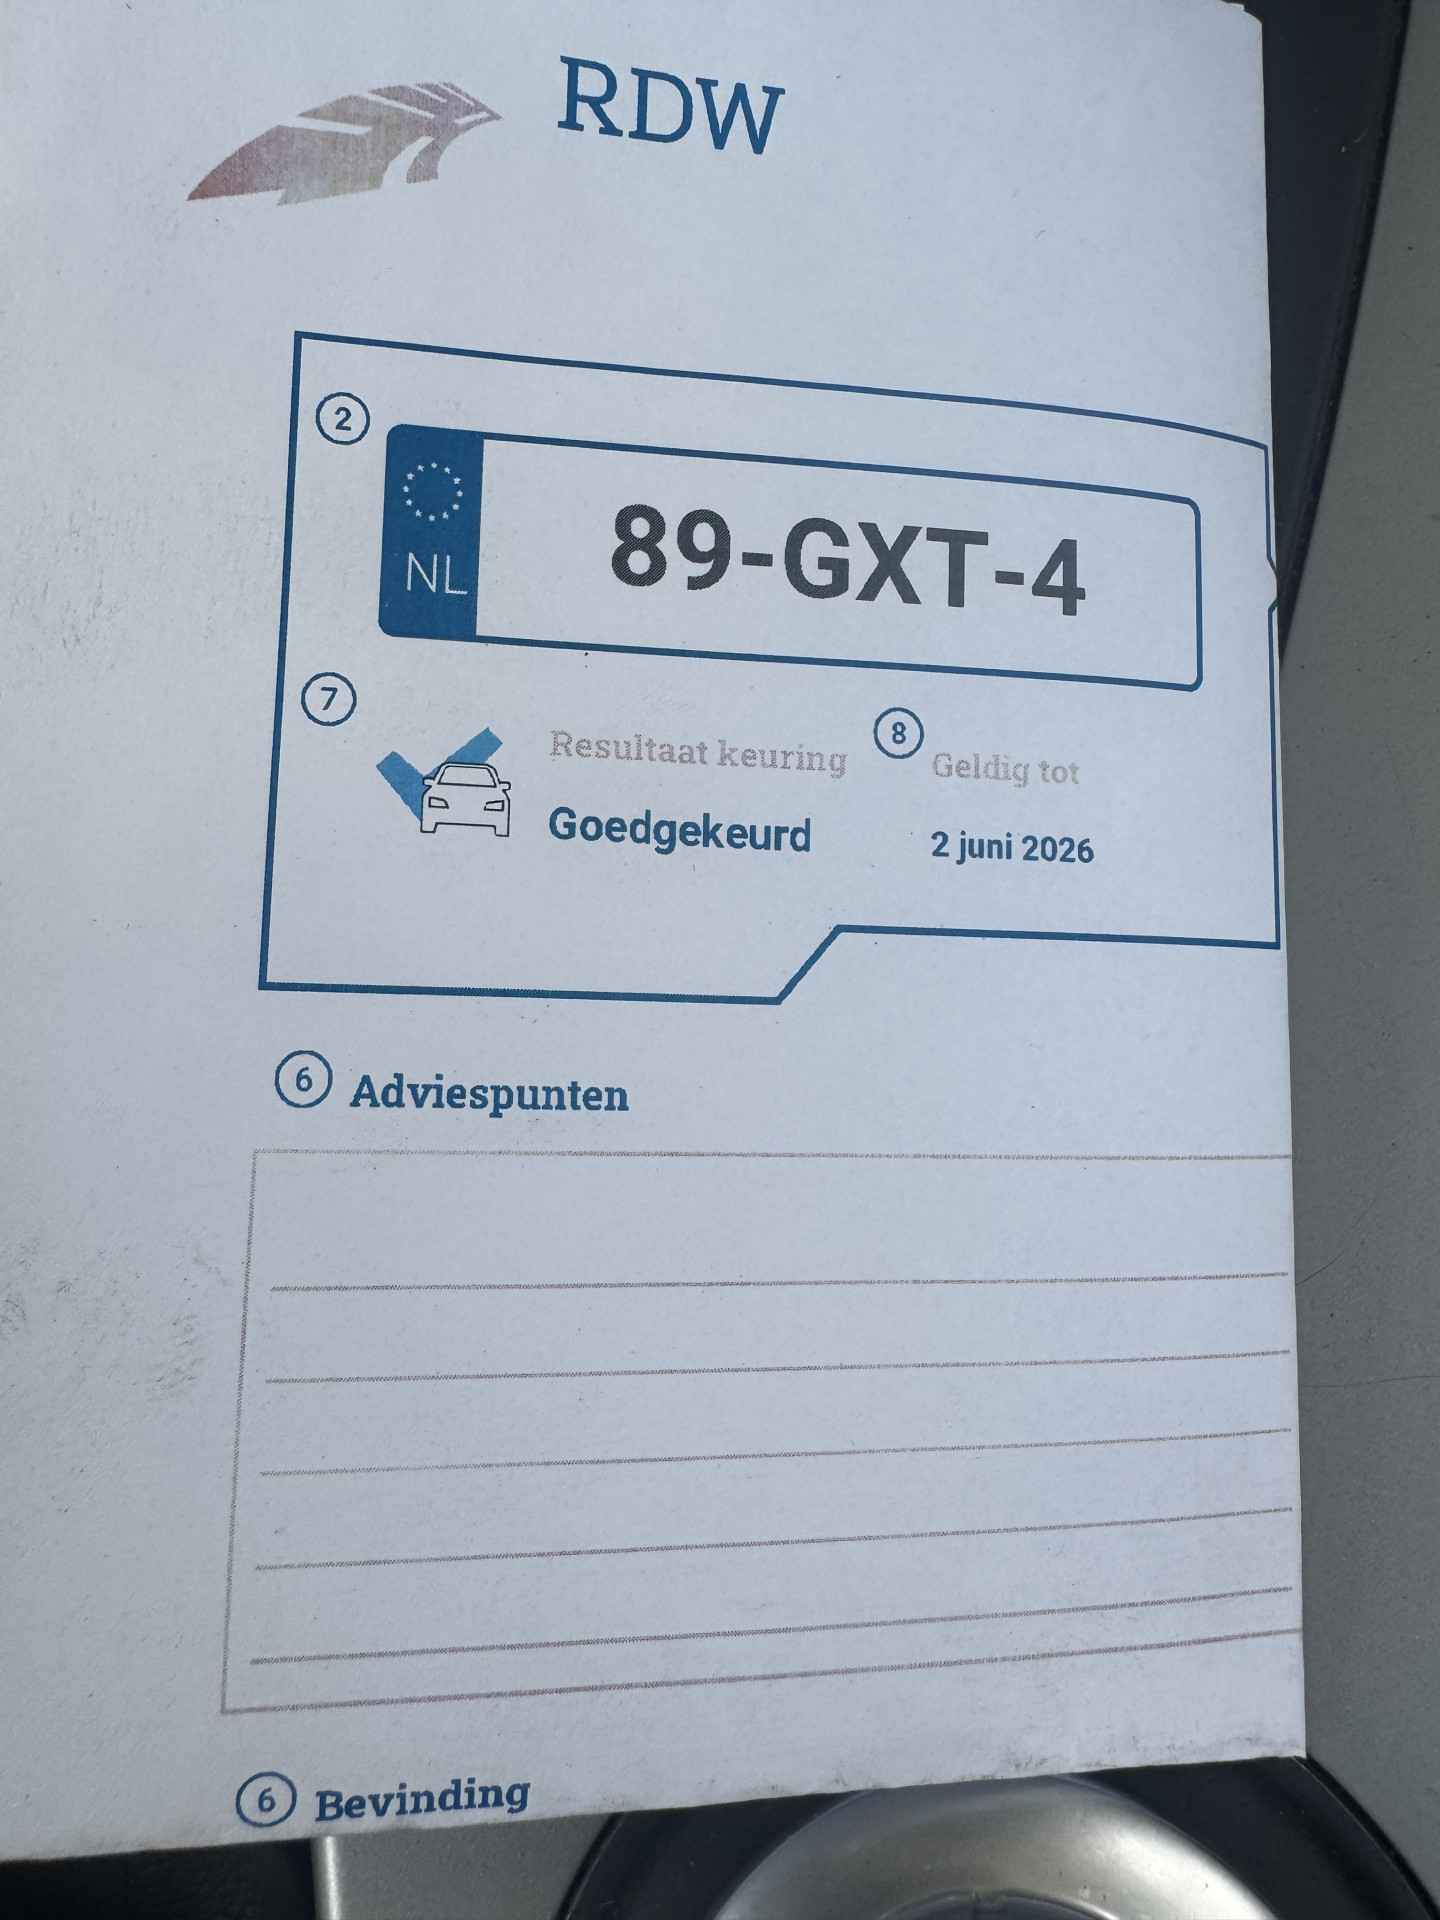 RDW
2
NL
89-GXT-4
7
Resultaat keuring
8
Geldig tot
Goedgekeurd
2 juni 2026
6 Adviespunten
6 Bevinding